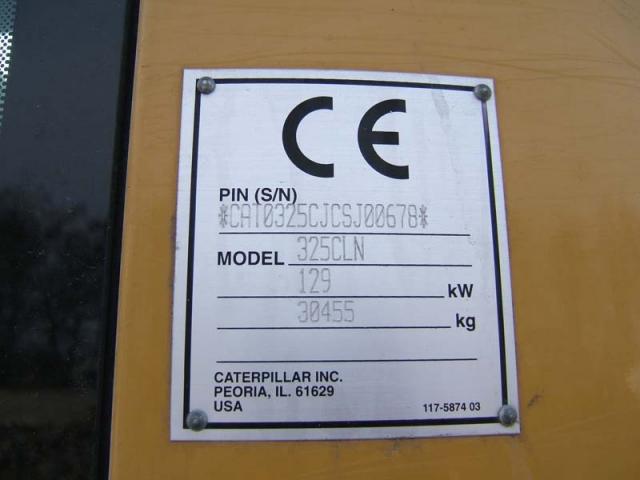 CE
PIN (S/N)
*CAT0325CJCSJ00678*
MODEL 325CLN
129 kW
30455 kg
CATERPILLAR INC.
PEORIA, IL. 61629
USA 117-5874 03